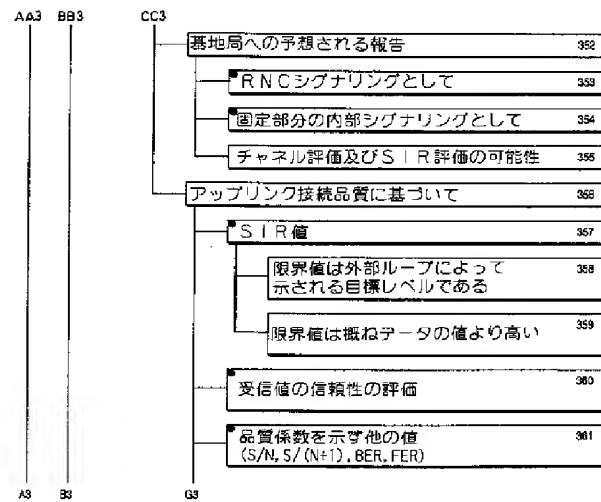 AA3 BB3 CC3
基地局への予想される報告 352
RNCシグナリングとして 353
固定部分の内部シグナリングとして 354
チャネル評価及びSIR評価の可能性 355
アップリンク接続品質に基づいて 356
SIR値 357
限界値は外部ループによって 358
示される目標レベルである
限界値は概ねデータの値より高い 359
受信値の信頼性の評価 360
品質係数を示す他の値 361
(S/N, S/(N+1), BER, FER)
A3 B3 G3